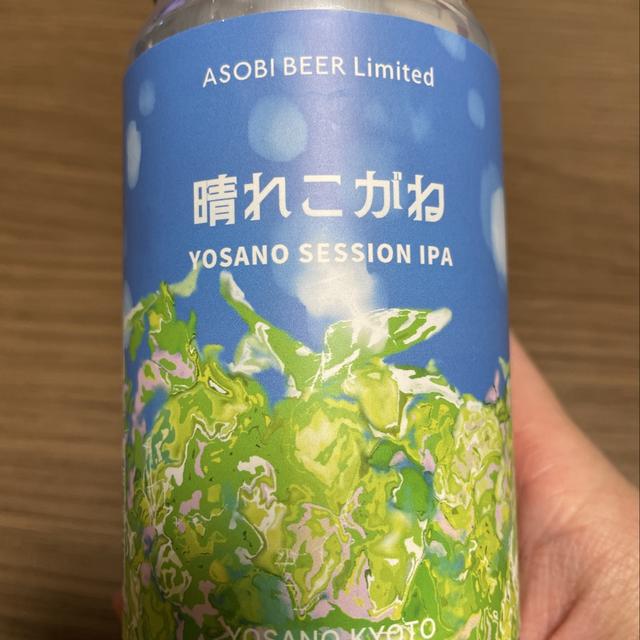 ASOBI BEER Limited
晴れこがね
YOSANO SESSION IPA
YOSANO KYOTO